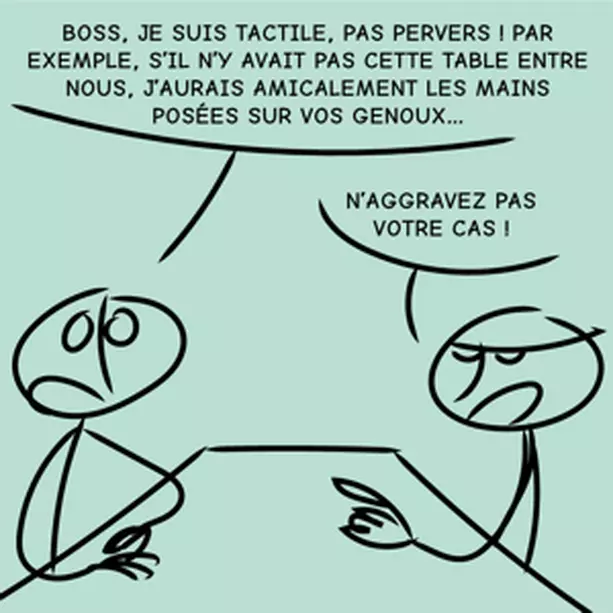 BOSS, JE SUIS TACTILE, PAS PERVERS ! PAR
EXEMPLE, S'IL N'Y AVAIT PAS CETTE TABLE ENTRE
NOUS, J'AURAIS AMICALEMENT LES MAINS
POSÉES SUR VOS GENOUX...
N'AGGRAVEZ PAS
VOTRE CAS !